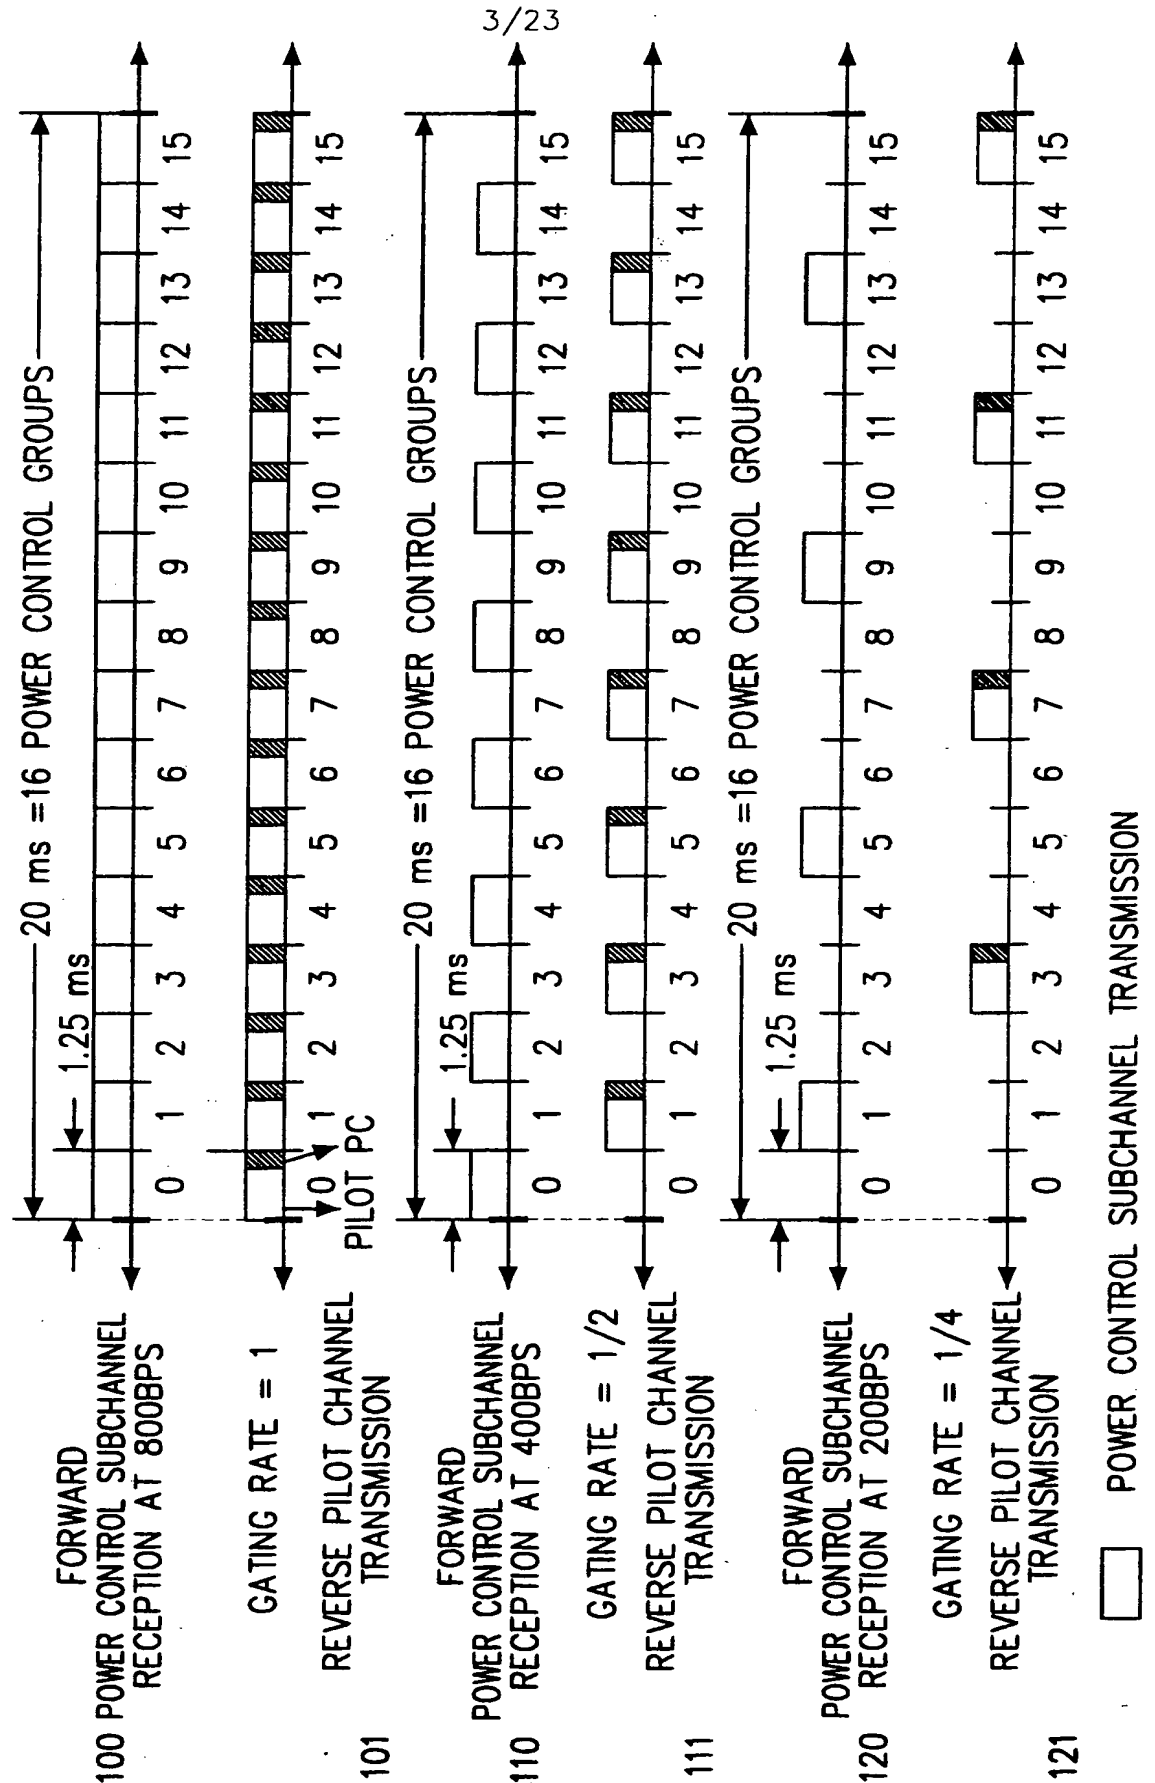 3/23
20 ms =16 POWER CONTROL GROUPS
1.25 ms
FORWARD
100 POWER CONTROL SUBCHANNEL
RECEPTION AT 800BPS
0 1 2 3 4 5 6 7 8 9 10 11 12 13 14 15
GATING RATE = 1
101 REVERSE PILOT CHANNEL
TRANSMISSION
0 1 2 3 4 5 6 7 8 9 10 11 12 13 14 15
PILOT PC
20 ms =16 POWER CONTROL GROUPS
1.25 ms
FORWARD
110 POWER CONTROL SUBCHANNEL
RECEPTION AT 400BPS
0 1 2 3 4 5 6 7 8 9 10 11 12 13 14 15
GATING RATE = 1/2
111 REVERSE PILOT CHANNEL
TRANSMISSION
0 1 2 3 4 5 6 7 8 9 10 11 12 13 14 15
20 ms =16 POWER CONTROL GROUPS
1.25 ms
FORWARD
120 POWER CONTROL SUBCHANNEL
RECEPTION AT 200BPS
0 1 2 3 4 5 6 7 8 9 10 11 12 13 14 15
GATING RATE = 1/4
121 REVERSE PILOT CHANNEL
TRANSMISSION
0 1 2 3 4 5 6 7 8 9 10 11 12 13 14 15
POWER CONTROL SUBCHANNEL TRANSMISSION